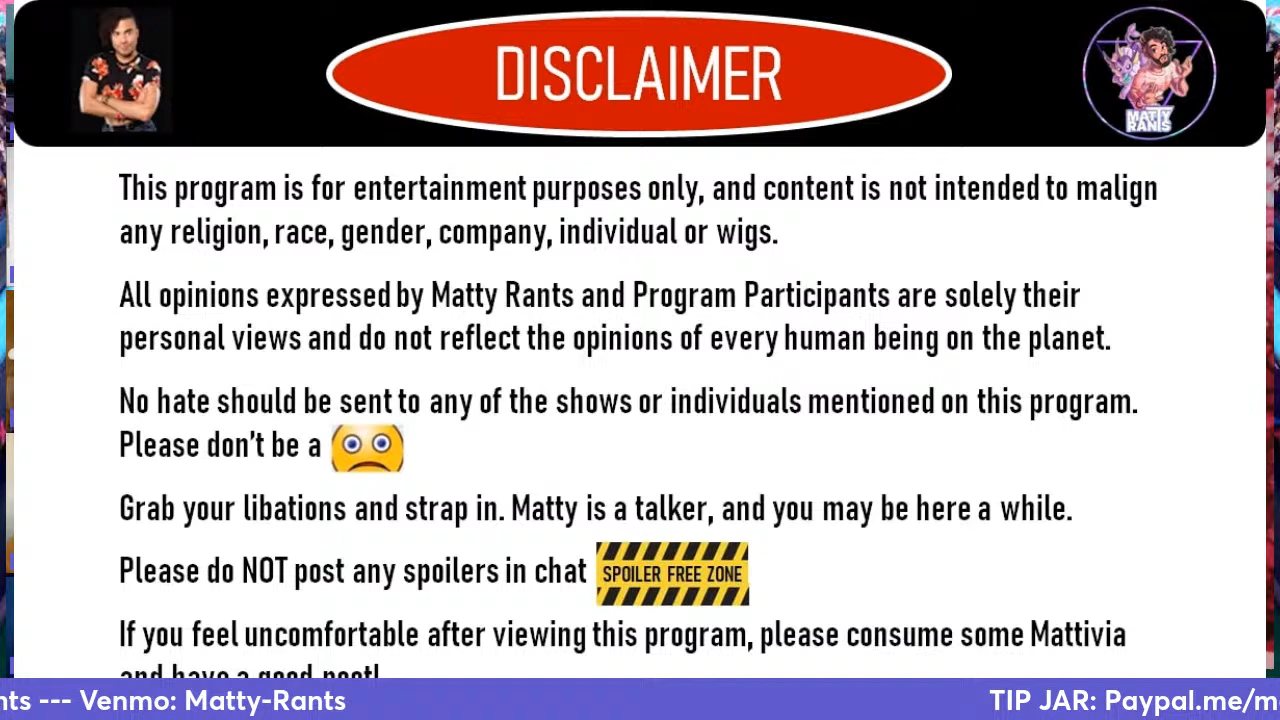 DISCLAIMER
MATTY
RANTS
This program is for entertainment purposes only, and content is not intended to malign
any religion, race, gender, company, individual or wigs.
All opinions expressed by Matty Rants and Program Participants are solely their
personal views and do not reflect the opinions of every human being on the planet.
No hate should be sent to any of the shows or individuals mentioned on this program.
Please don't be a
Grab your libations and strap in. Matty is a talker, and you may be here a while.
Please do NOT post any spoilers in chat SPOILER FREE ZONE
If you feel uncomfortable after viewing this program, please consume some Mattivia
and have a good
nts --- Venmo: Matty-Rants TIP JAR: Paypal.me/m